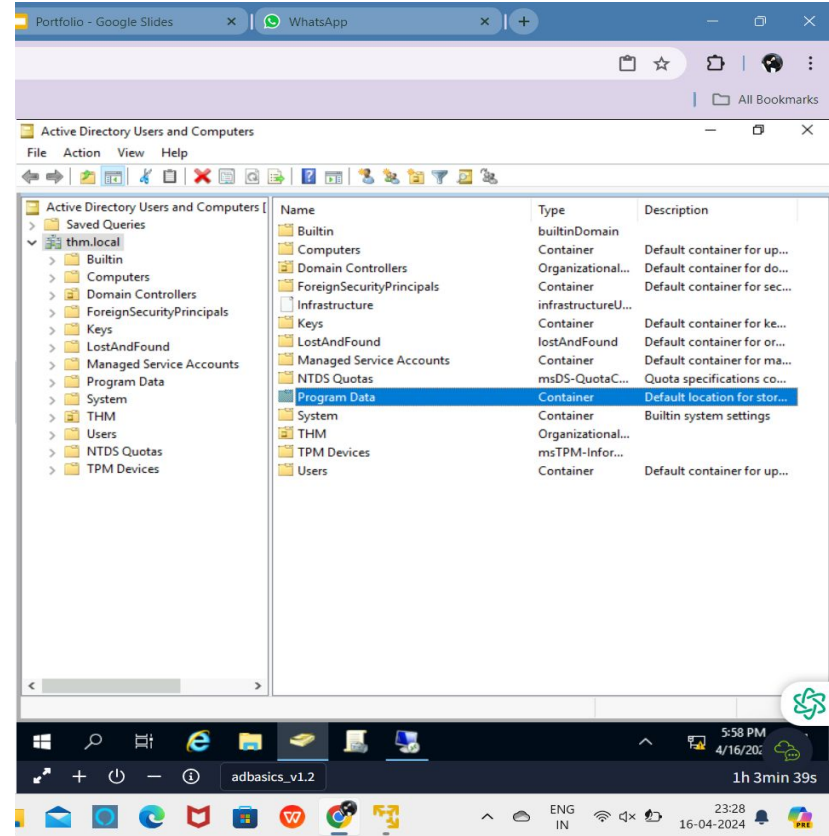 Portfolio - Google Slides
WhatsApp
All Bookmarks
Active Directory Users and Computers
File Action View Help
Active Directory Users and Computers [
Saved Queries
thm.local
Builtin
Computers
Domain Controllers
ForeignSecurityPrincipals
Keys
LostAndFound
Managed Service Accounts
Program Data
System
THM
Users
NTDS Quotas
TPM Devices
Name Type Description
Builtin builtinDomain
Computers Container Default container for up...
Domain Controllers Organizational... Default container for do...
ForeignSecurityPrincipals Container Default container for sec...
Infrastructure infrastructureU...
Keys Container Default container for ke...
LostAndFound lostAndFound Default container for or...
Managed Service Accounts Container Default container for ma...
NTDS Quotas msDS-QuotaC... Quota specifications co...
Program Data Container Default location for stor...
System Container Builtin system settings
THM Organizational...
TPM Devices msTPM-Infor...
Users Container Default container for up...
5:58 PM
4/16/202
adbasics_v1.2
1h 3min 39s
ENG
IN
23:28
16-04-2024
PRE